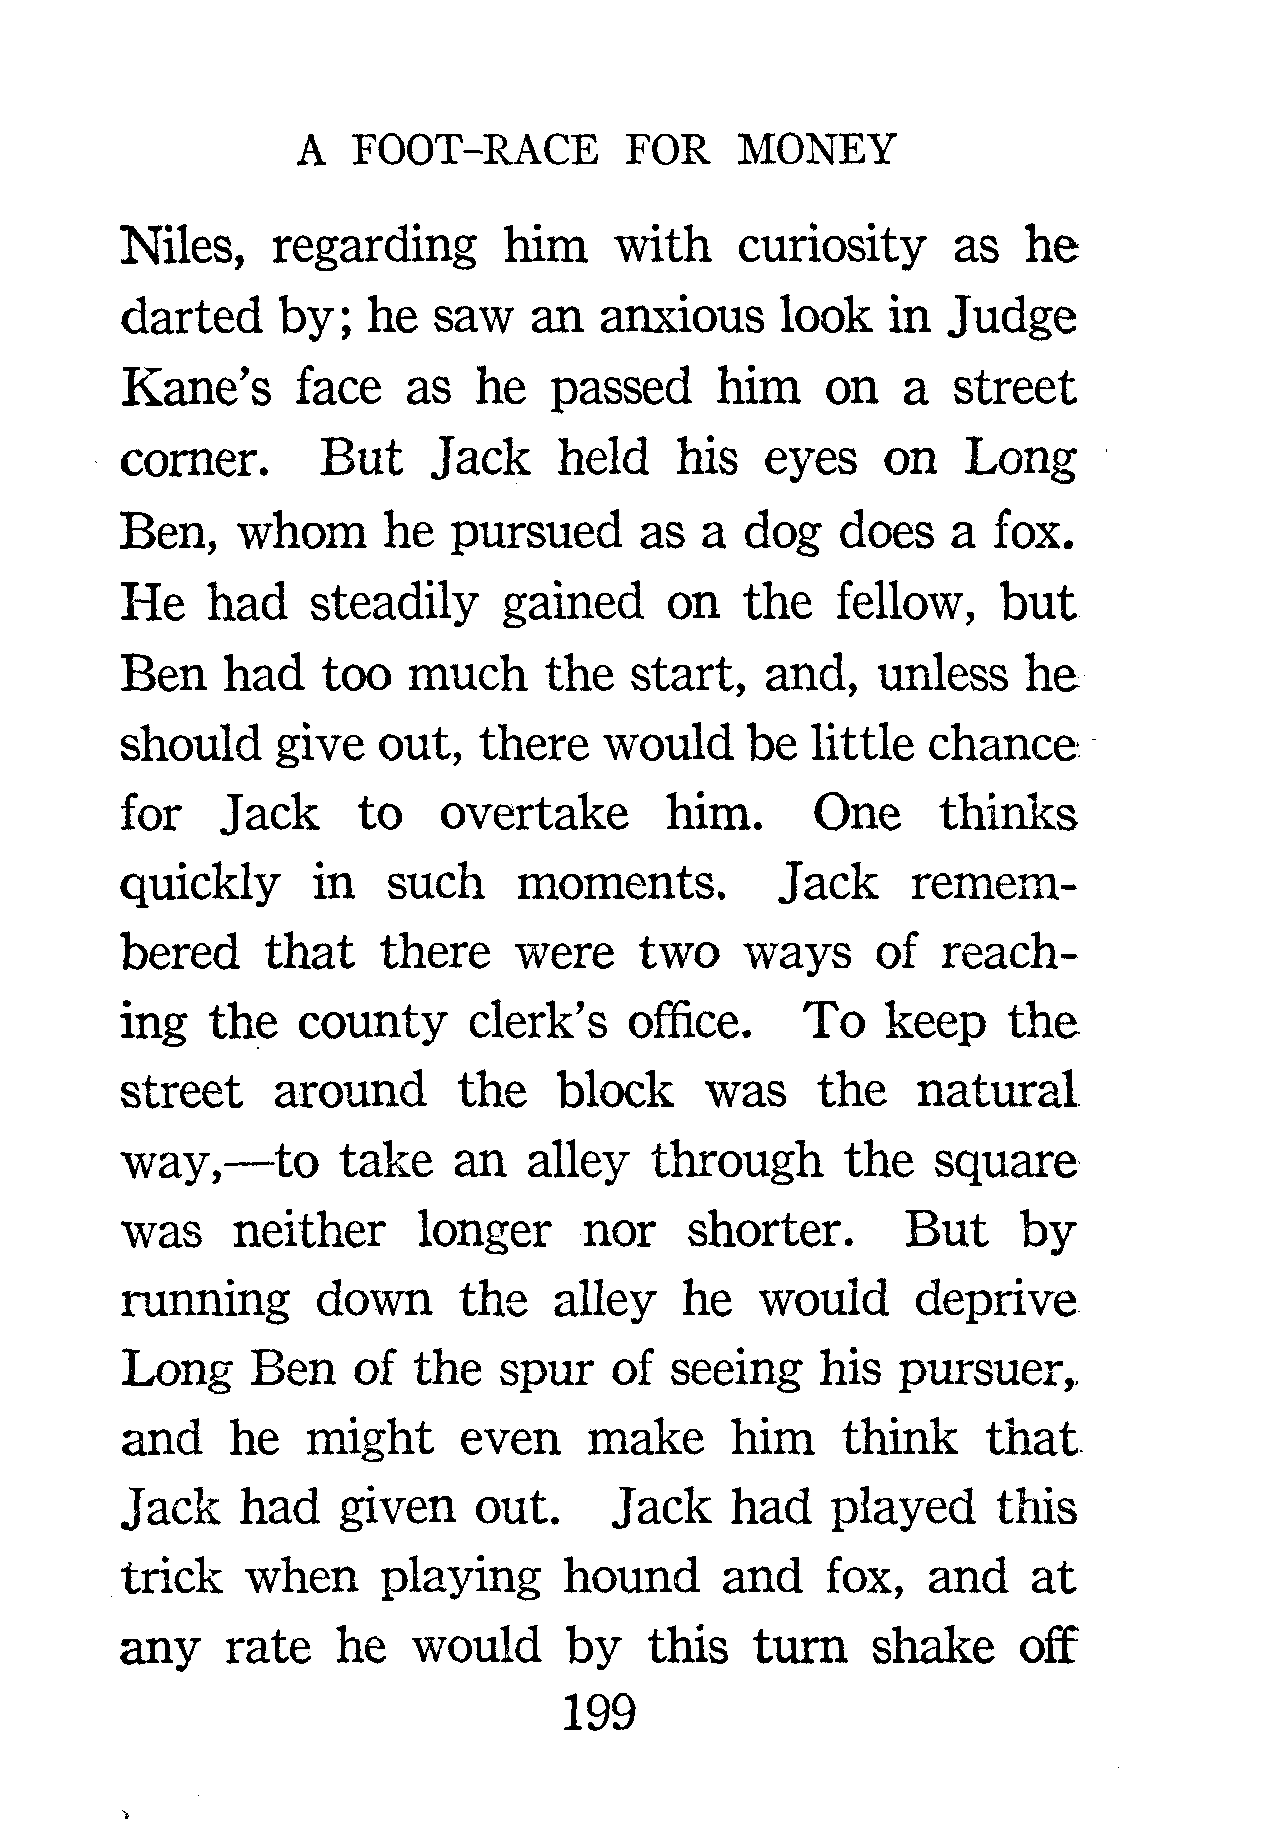 A FOOT-RACE FOR MONEY
Niles, regarding him with curiosity as he
darted by; he saw an anxious look in Judge
Kane's face as he passed him on a street
corner. But Jack held his eyes on Long
Ben, whom he pursued as a dog does a fox.
He had steadily gained on the fellow, but
Ben had too much the start, and, unless he
should give out, there would be little chance
for Jack to overtake him. One thinks
quickly in such moments. Jack remem-
bered that there were two ways of reach-
ing the county clerk's office. To keep the
street around the block was the natural
way,—to take an alley through the square
was neither longer nor shorter. But by
running down the alley he would deprive
Long Ben of the spur of seeing his pursuer,
and he might even make him think that
Jack had given out. Jack had played this
trick when playing hound and fox, and at
any rate he would by this turn shake off
199